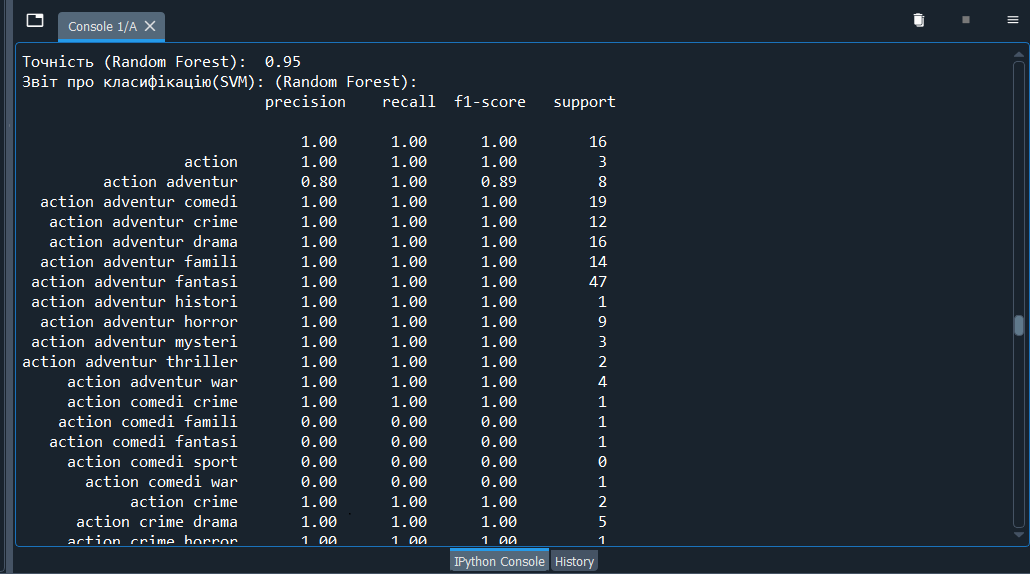 Console 1/A
Точність (Random Forest):  0.95
Звіт про класифікацію(SVM): (Random Forest):
precision    recall  f1-score   support
1.00      1.00      1.00        16
action       1.00      1.00      1.00         3
action adventur       0.80      1.00      0.89         8
action adventur comedi       1.00      1.00      1.00        19
action adventur crime       1.00      1.00      1.00        12
action adventur drama       1.00      1.00      1.00        16
action adventur famili       1.00      1.00      1.00        14
action adventur fantasi       1.00      1.00      1.00        47
action adventur histori       1.00      1.00      1.00         1
action adventur horror       1.00      1.00      1.00         9
action adventur mysteri       1.00      1.00      1.00         3
action adventur thriller       1.00      1.00      1.00         2
action adventur war       1.00      1.00      1.00         4
action comedi crime       1.00      1.00      1.00         1
action comedi famili       0.00      0.00      0.00         1
action comedi fantasi       0.00      0.00      0.00         1
action comedi sport       0.00      0.00      0.00         0
action comedi war       0.00      0.00      0.00         1
action crime       1.00      1.00      1.00         2
action crime drama       1.00      1.00      1.00         5
action crime horror       1.00      1.00      1.00         1
IPython Console History